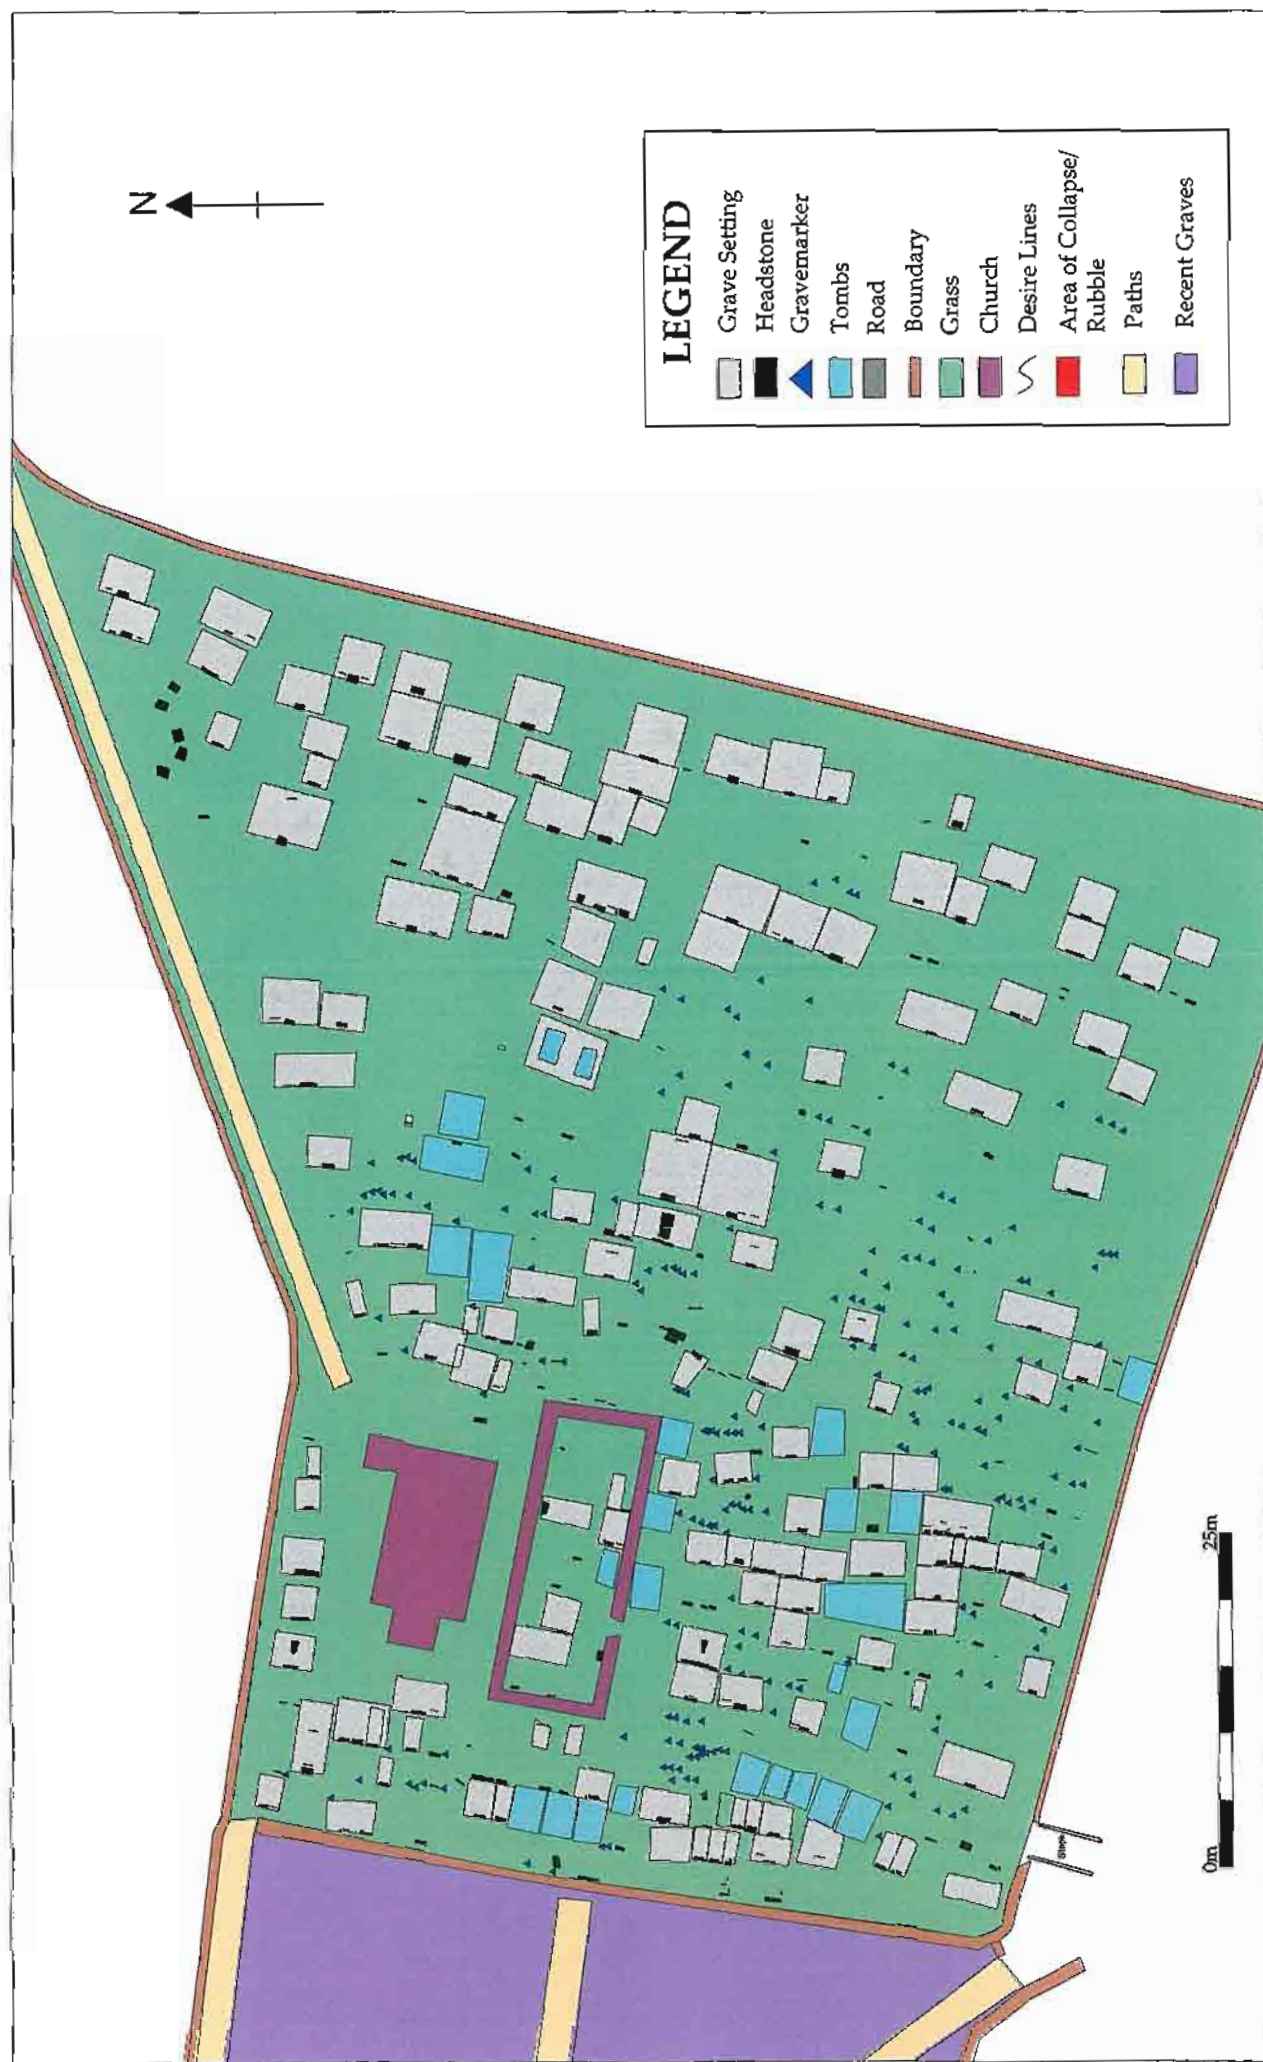 N
LEGEND
Grave Setting
Headstone
Gravemarker
Tombs
Road
Boundary
Grass
Church
Desire Lines
Area of Collapse/
Rubble
Paths
Recent Graves
0m
25m